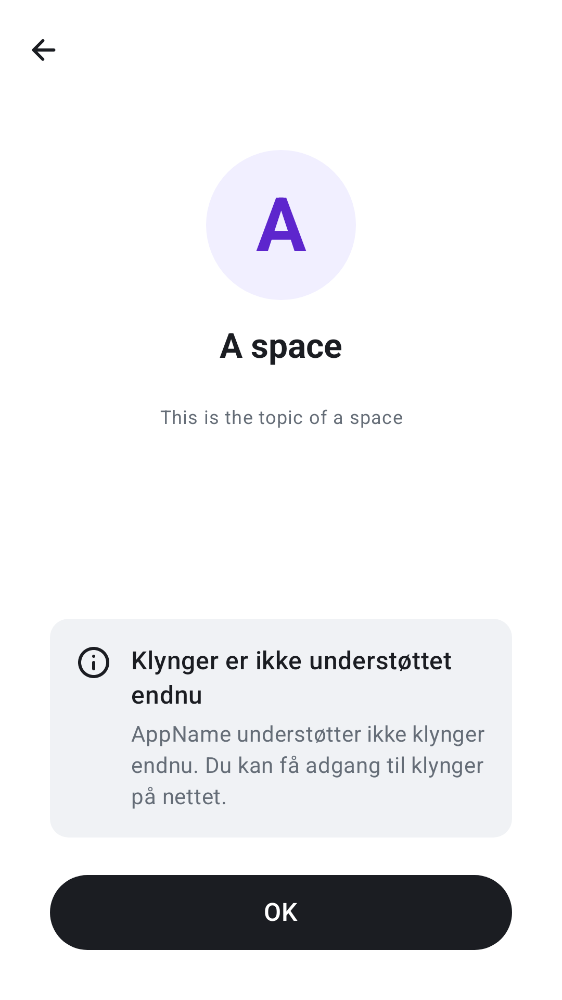 A
A space
This is the topic of a space
Klynger er ikke understøttet
endnu
AppName understøtter ikke klynger
endnu. Du kan få adgang til klynger
på nettet.
OK